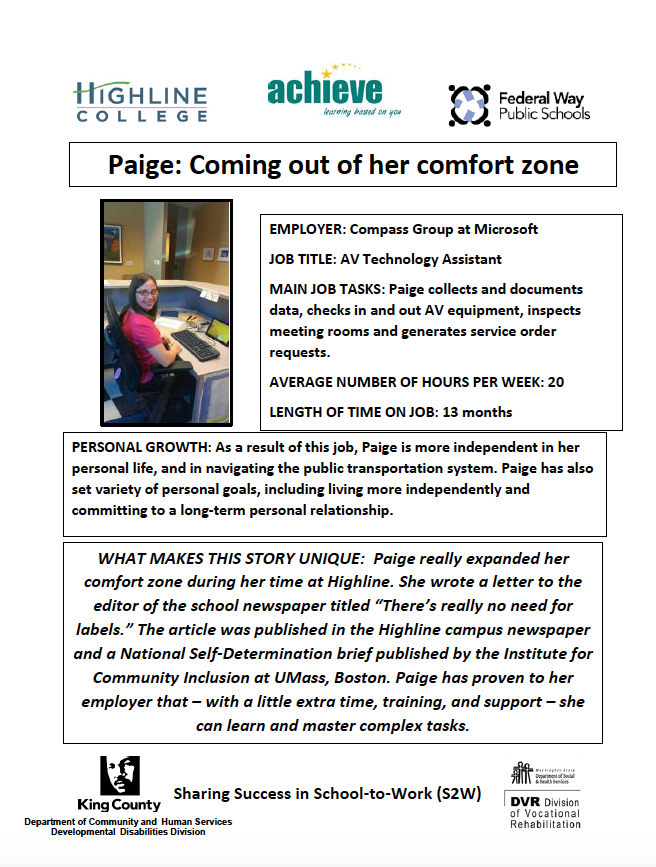 HIGHLINE
COLLEGE
achieve
learning based on you
Federal Way
Public Schools
Paige: Coming out of her comfort zone
EMPLOYER: Compass Group at Microsoft
JOB TITLE: AV Technology Assistant
MAIN JOB TASKS: Paige collects and documents
data, checks in and out AV equipment, inspects
meeting rooms and generates service order
requests.
AVERAGE NUMBER OF HOURS PER WEEK: 20
LENGTH OF TIME ON JOB: 13 months
PERSONAL GROWTH: As a result of this job, Paige is more independent in her
personal life, and in navigating the public transportation system. Paige has also
set variety of personal goals, including living more independently and
committing to a long-term personal relationship.
WHAT MAKES THIS STORY UNIQUE:  Paige really expanded her
comfort zone during her time at Highline. She wrote a letter to the
editor of the school newspaper titled “There’s really no need for
labels.” The article was published in the Highline campus newspaper
and a National Self-Determination brief published by the Institute for
Community Inclusion at UMass, Boston. Paige has proven to her
employer that – with a little extra time, training, and support – she
can learn and master complex tasks.
King County
Department of Community and Human Services
Developmental Disabilities Division
Sharing Success in School-to-Work (S2W)
Washington State
Department of Social
& Health Services
DVR Division
of Vocational
Rehabilitation